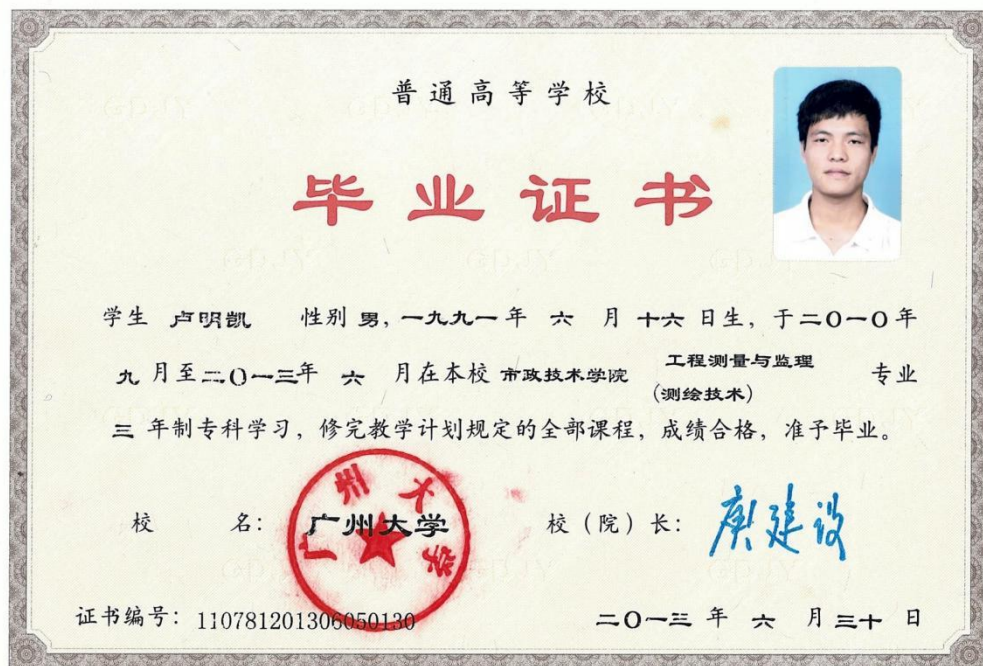 普通高等学校
毕业证书
学生 卢明凯 性别 男，一九九一年 六 月 十六 日生，于二〇一〇年
九 月至二〇一三年 六 月在本校 市政技术学院 工程测量与监理（测绘技术） 专业
三 年制专科学习，修完教学计划规定的全部课程，成绩合格，准予毕业。
校 名：广州大学 校（院）长：庾建设
广州大学
证书编号：110781201306050130 二〇一三 年 六 月 三十 日